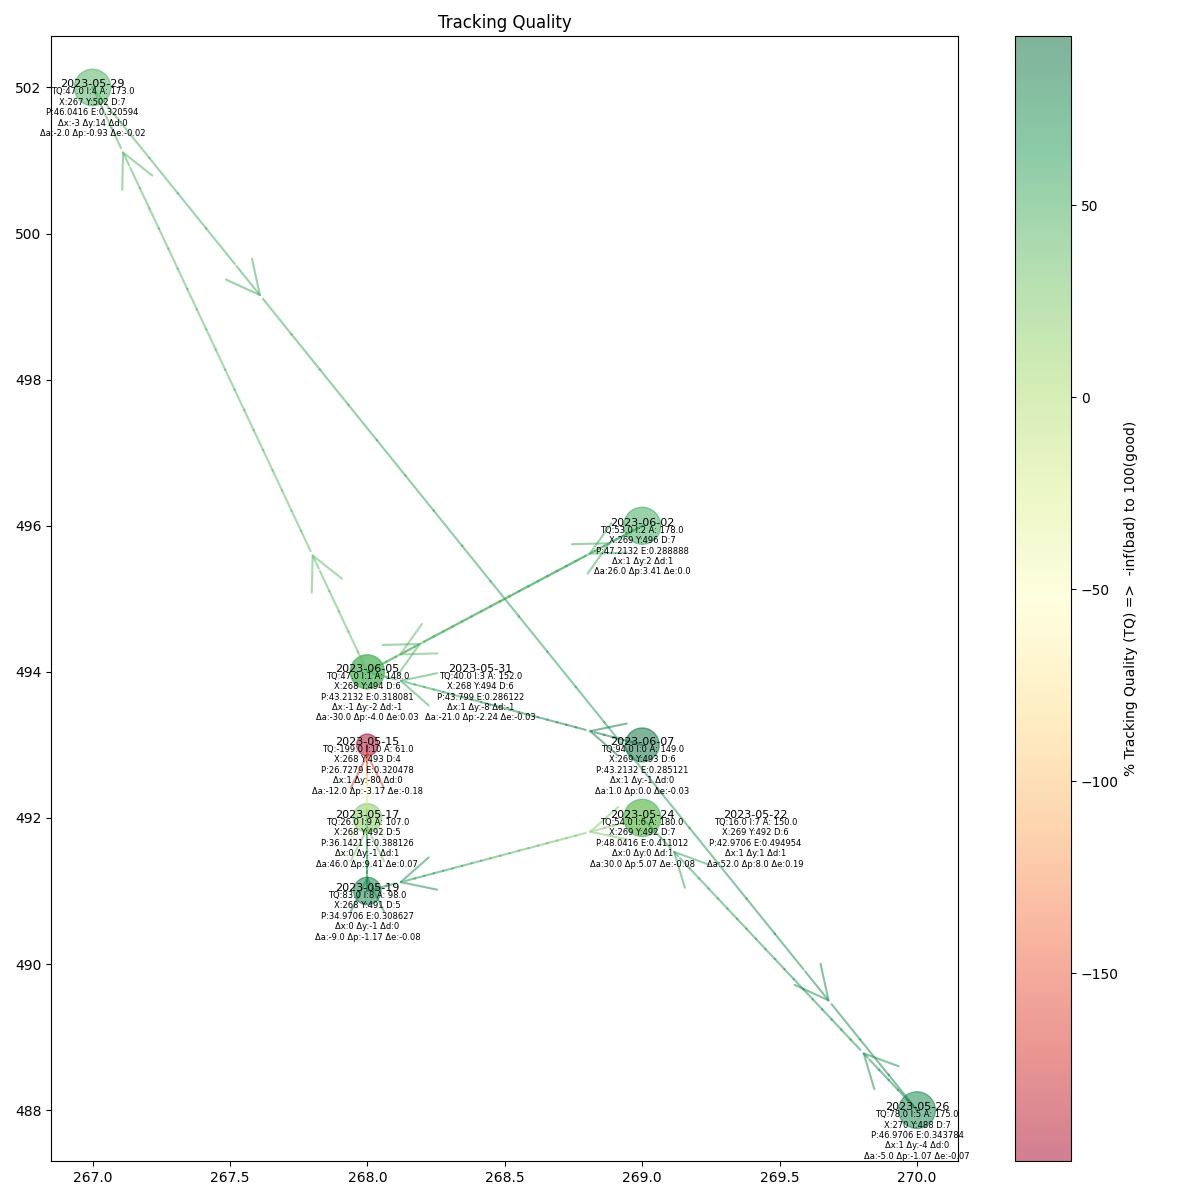 Tracking Quality
502
500
498
496
494
492
490
488
2023-05-29
TQ:47.0 I:4 A: 173.0
X:267 Y:502 D:7
P:46.0416 E:0.320594
Δx:-3 Δy:14 Δd:0
Δa:-2.0 Δp:-0.93 Δe:-0.02
2023-06-02
TQ:53.0 I:2 A: 178.0
X:269 Y:496 D:7
P:47.2132 E:0.288888
Δx:1 Δy:2 Δd:1
Δa:26.0 Δp:3.41 Δe:0.0
2023-06-05
TQ:47.0 I:1 A: 148.0
X:268 Y:494 D:6
P:43.2132 E:0.318081
Δx:-1 Δy:-2 Δd:-1
Δa:-30.0 Δp:-4.0 Δe:0.03
2023-05-31
TQ:40.0 I:3 A: 152.0
X:268 Y:494 D:6
P:43.799 E:0.286122
Δx:1 Δy:-8 Δd:-1
Δa:-21.0 Δp:-2.24 Δe:-0.03
2023-05-15
TQ:-199.0 I:10 A: 61.0
X:268 Y:493 D:4
P:26.7279 E:0.320478
Δx:1 Δy:-80 Δd:0
Δa:-12.0 Δp:-3.17 Δe:-0.18
2023-06-07
TQ:94.0 I:0 A: 149.0
X:269 Y:493 D:6
P:43.2132 E:0.285121
Δx:1 Δy:-1 Δd:0
Δa:1.0 Δp:0.0 Δe:-0.03
2023-05-17
TQ:26.0 I:9 A: 107.0
X:268 Y:492 D:5
P:36.1421 E:0.388126
Δx:0 Δy:-1 Δd:1
Δa:46.0 Δp:9.41 Δe:0.07
2023-05-24
TQ:54.0 I:6 A: 180.0
X:269 Y:492 D:7
P:48.0416 E:0.411012
Δx:0 Δy:0 Δd:1
Δa:30.0 Δp:5.07 Δe:-0.08
2023-05-22
TQ:16.0 I:7 A: 150.0
X:269 Y:492 D:6
P:42.9706 E:0.494954
Δx:1 Δy:1 Δd:1
Δa:52.0 Δp:8.0 Δe:0.19
2023-05-19
TQ:83.0 I:8 A: 98.0
X:268 Y:491 D:5
P:34.9706 E:0.308627
Δx:0 Δy:-1 Δd:0
Δa:-9.0 Δp:-1.17 Δe:-0.08
2023-05-26
TQ:78.0 I:5 A: 175.0
X:270 Y:488 D:7
P:46.9706 E:0.343784
Δx:1 Δy:-4 Δd:0
Δa:-5.0 Δp:-1.07 Δe:-0.07
267.0 267.5 268.0 268.5 269.0 269.5 270.0
50
0
−50
−100
−150
% Tracking Quality (TQ) => -inf(bad) to 100(good)